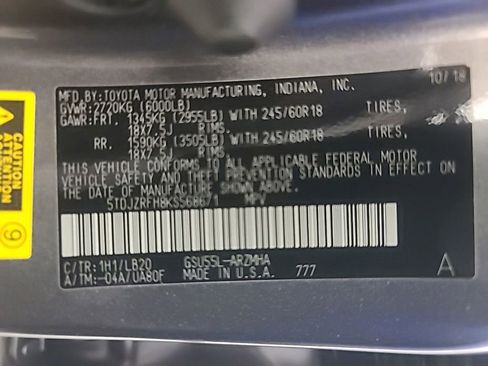 MFD. BY: TOYOTA MOTOR MANUFACTURING, INDIANA, INC. 10/18
GVWR: 2720KG (6000LB)
GAWR: FRT. 1345KG (2955LB) WITH 245/60R18 TIRES,
18X7.5J RIMS.
RR. 1590KG (3505LB) WITH 245/60R18 TIRES,
18X7.5J RIMS.
THIS VEHICLE CONFORMS TO ALL APPLICABLE FEDERAL MOTOR
VEHICLE SAFETY AND BUMPER STANDARDS IN EFFECT ON
THE DATE OF MANUFACTURE SHOWN ABOVE.
5TDJZRFH8KS568671 MPV
C/TR: 1H1/LB20 GSU55L-ARZMHA
A/TM: -04A/UA80F MADE IN U.S.A. 777 A
CAUTION
ATTENTION
9